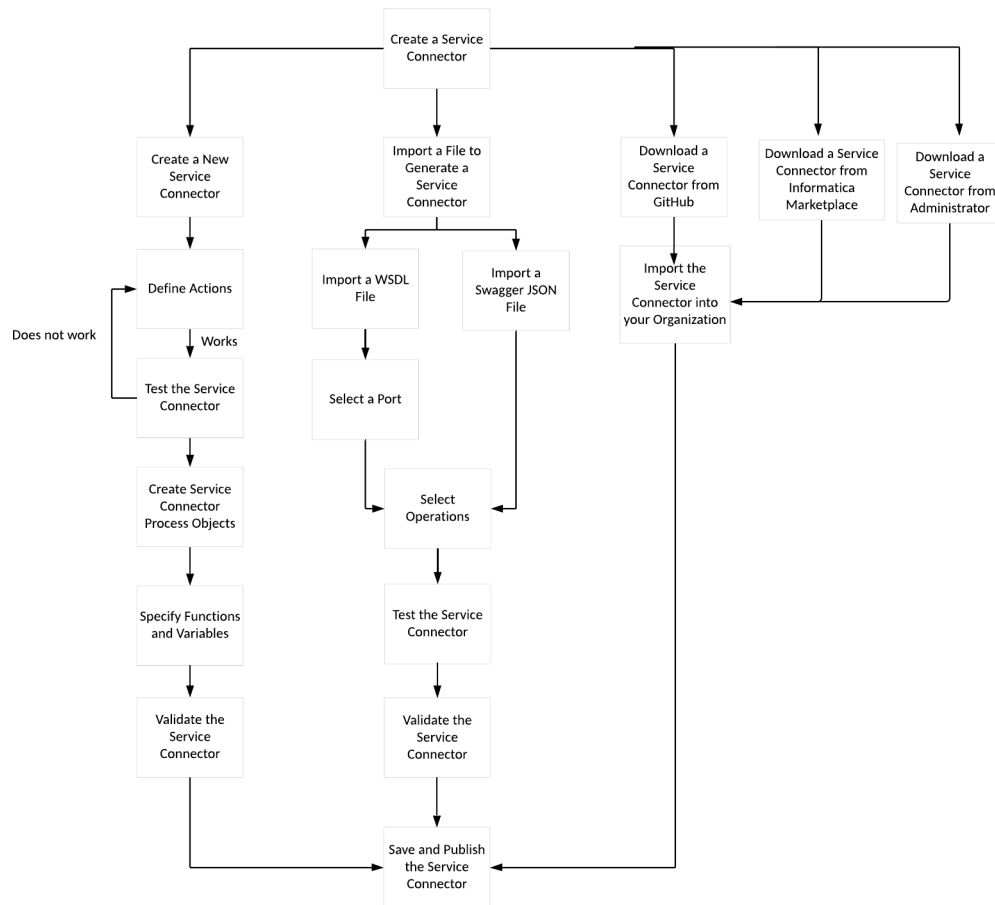 Create a Service
Connector
Create a New
Service
Connector
Import a File to
Generate a
Service
Connector
Download a
Service
Connector from
GitHub
Download a Service
Connector from
Informatica
Marketplace
Download a
Service
Connector from
Administrator
Define Actions
Import a WSDL
File
Import a
Swagger JSON
File
Import the
Service
Connector into
your Organization
Does not work
Works
Test the Service
Connector
Select a Port
Create Service
Connector
Process Objects
Select
Operations
Specify Functions
and Variables
Test the Service
Connector
Validate the
Service
Connector
Validate the
Service
Connector
Save and Publish
the Service
Connector